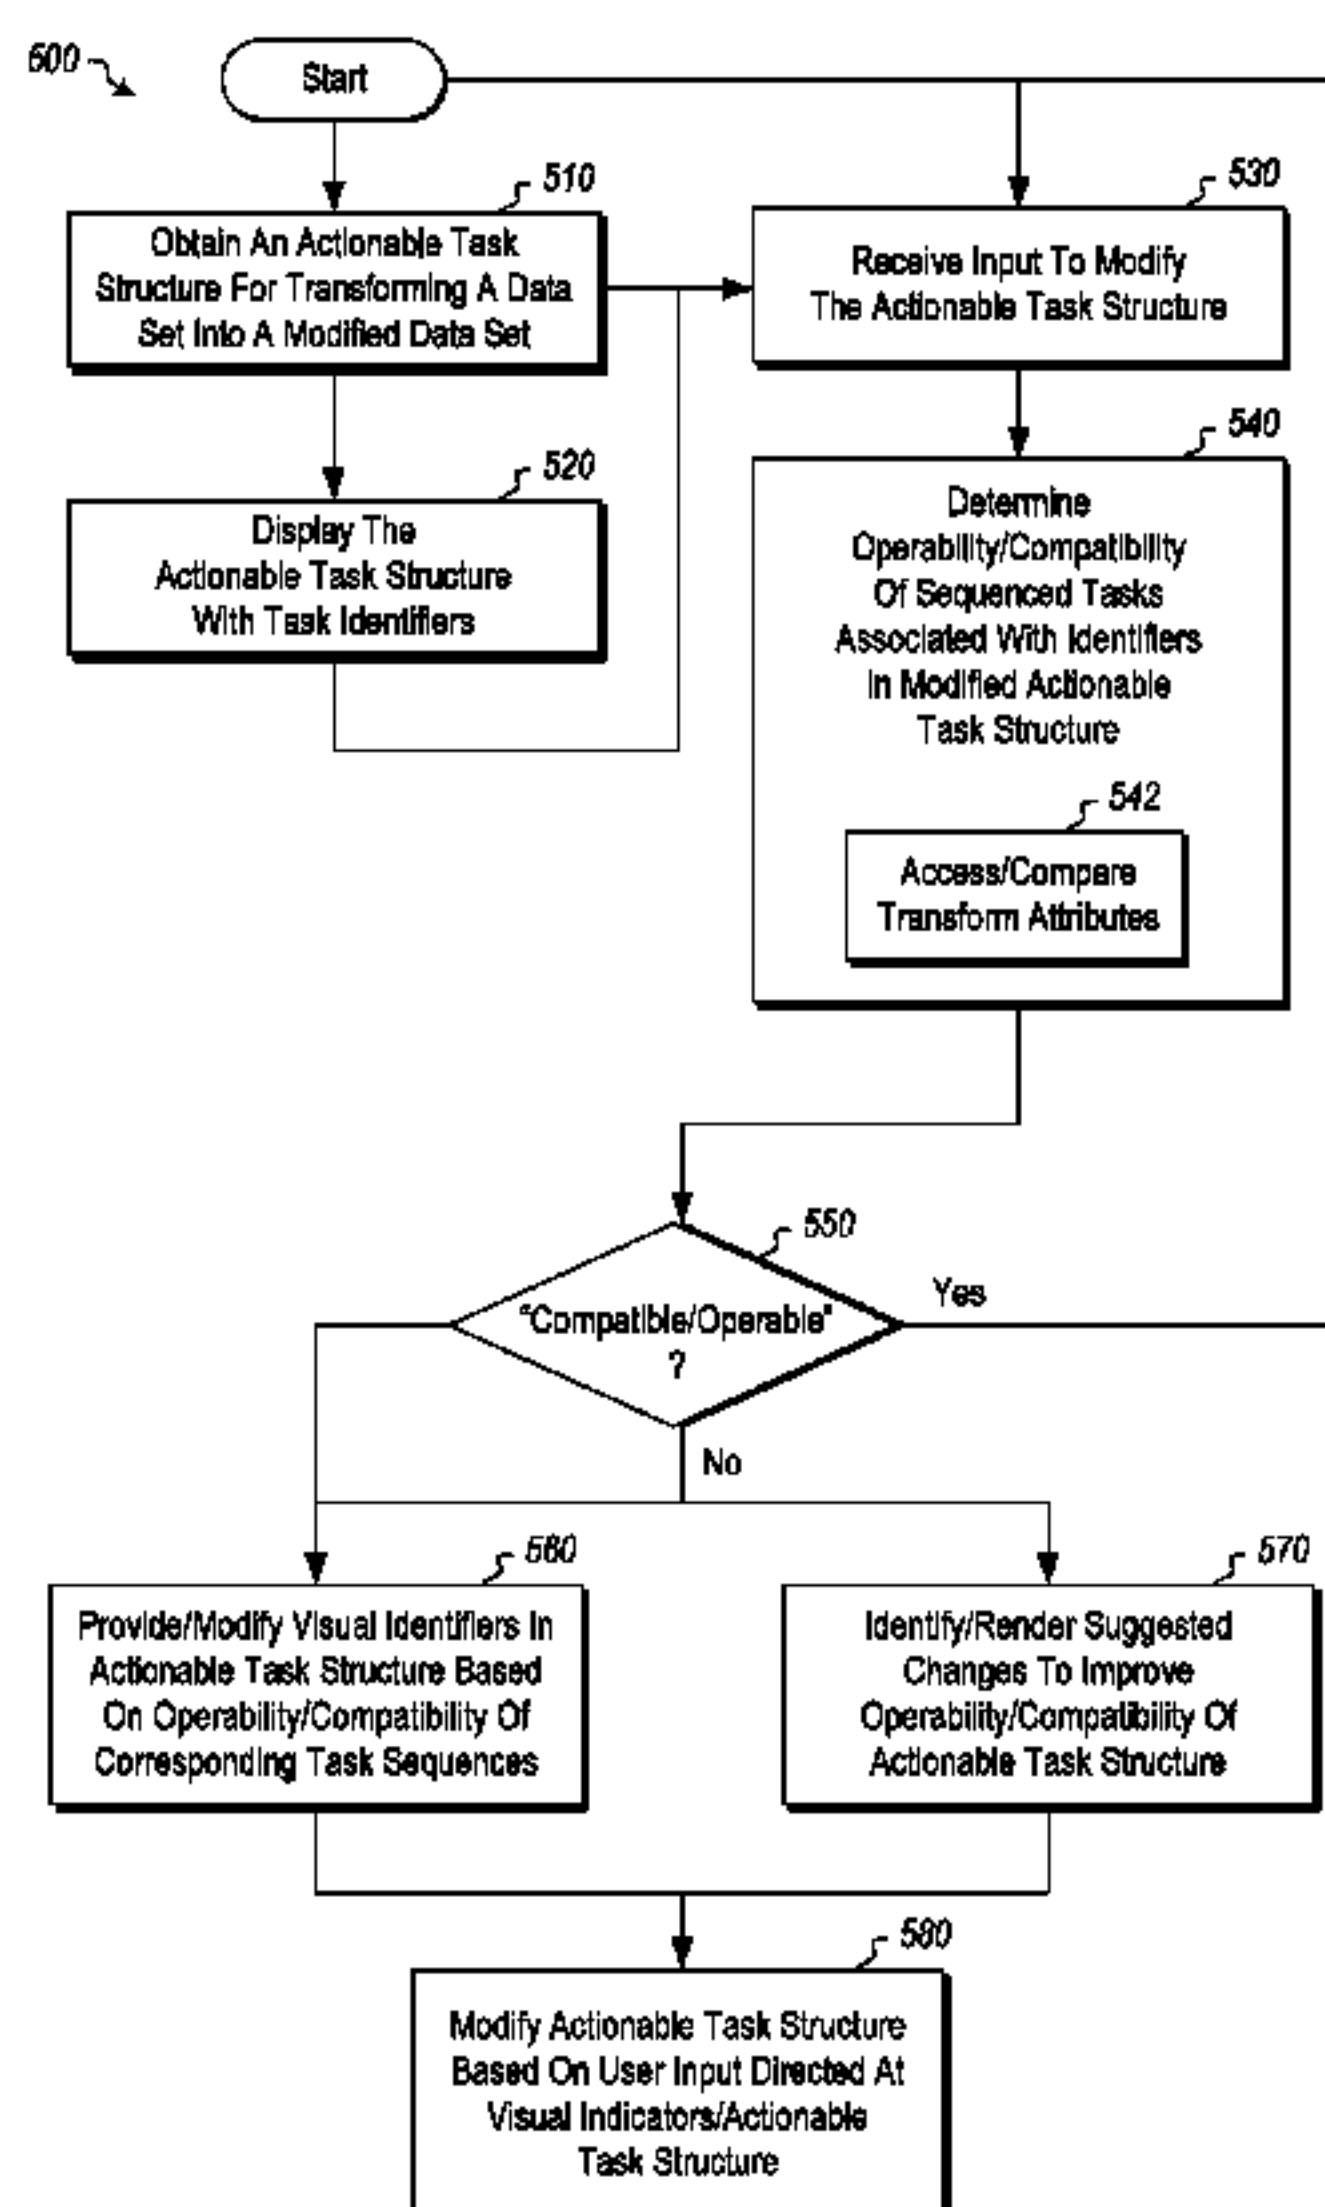 500
Start
510
Obtain An Actionable Task
Structure For Transforming A Data
Set Into A Modified Data Set
520
Display The
Actionable Task Structure
With Task Identifiers
530
Receive Input To Modify
The Actionable Task Structure
540
Determine
Operability/Compatibility
Of Sequenced Tasks
Associated With Identifiers
In Modified Actionable
Task Structure
542
Access/Compare
Transform Attributes
550
"Compatible/Operable"
?
Yes
No
560
Provide/Modify Visual Identifiers In
Actionable Task Structure Based
On Operability/Compatibility Of
Corresponding Task Sequences
570
Identify/Render Suggested
Changes To Improve
Operability/Compatibility Of
Actionable Task Structure
580
Modify Actionable Task Structure
Based On User Input Directed At
Visual Indicators/Actionable
Task Structure